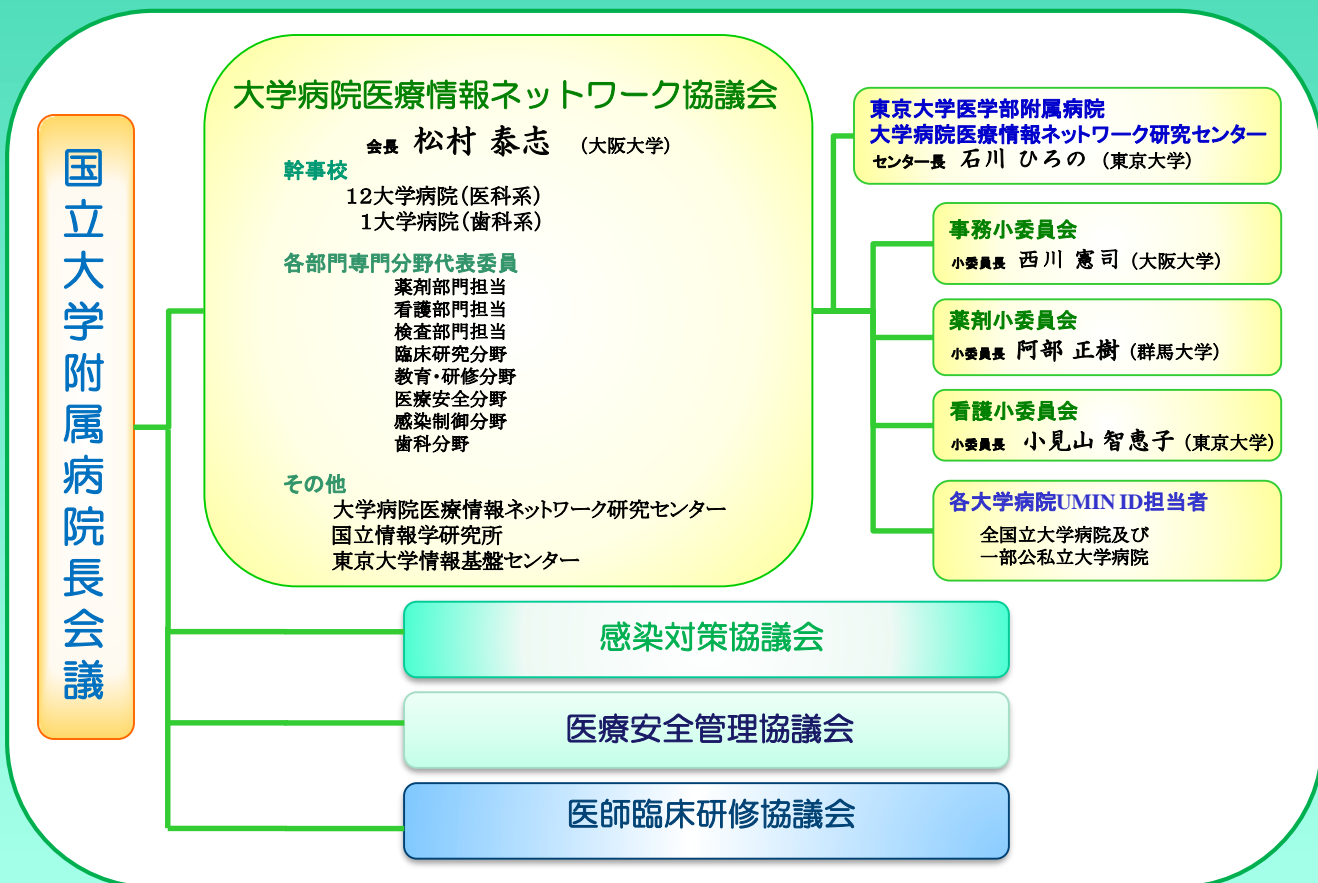 国立大学附属病院長会議
大学病院医療情報ネットワーク協議会
会長 松村 泰志 (大阪大学)
幹事校
12大学病院(医科系)
1大学病院(歯科系)
各部門専門分野代表委員
薬剤部門担当
看護部門担当
検査部門担当
臨床研究分野
教育・研修分野
医療安全分野
感染制御分野
歯科分野
その他
大学病院医療情報ネットワーク研究センター
国立情報学研究所
東京大学情報基盤センター
東京大学医学部附属病院
大学病院医療情報ネットワーク研究センター
センター長 石川 ひろの (東京大学)
事務小委員会
小委員長 西川 憲司 (大阪大学)
薬剤小委員会
小委員長 阿部 正樹 (群馬大学)
看護小委員会
小委員長 小見山 智恵子 (東京大学)
各大学病院UMIN ID担当者
全国立大学病院及び
一部公私立大学病院
感染対策協議会
医療安全管理協議会
医師臨床研修協議会